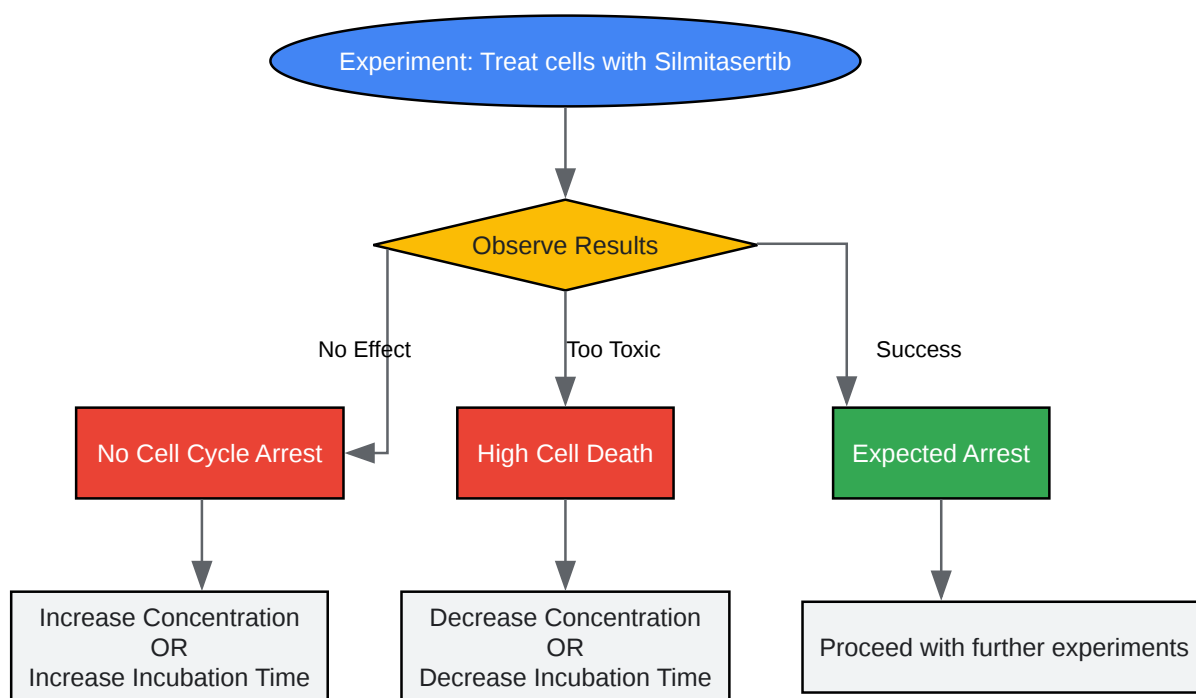 Experiment: Treat cells with Silmitasertib
Observe Results
No Effect
Too Toxic
Success
No Cell Cycle Arrest
High Cell Death
Expected Arrest
Increase Concentration
OR
Increase Incubation Time
Decrease Concentration
OR
Decrease Incubation Time
Proceed with further experiments